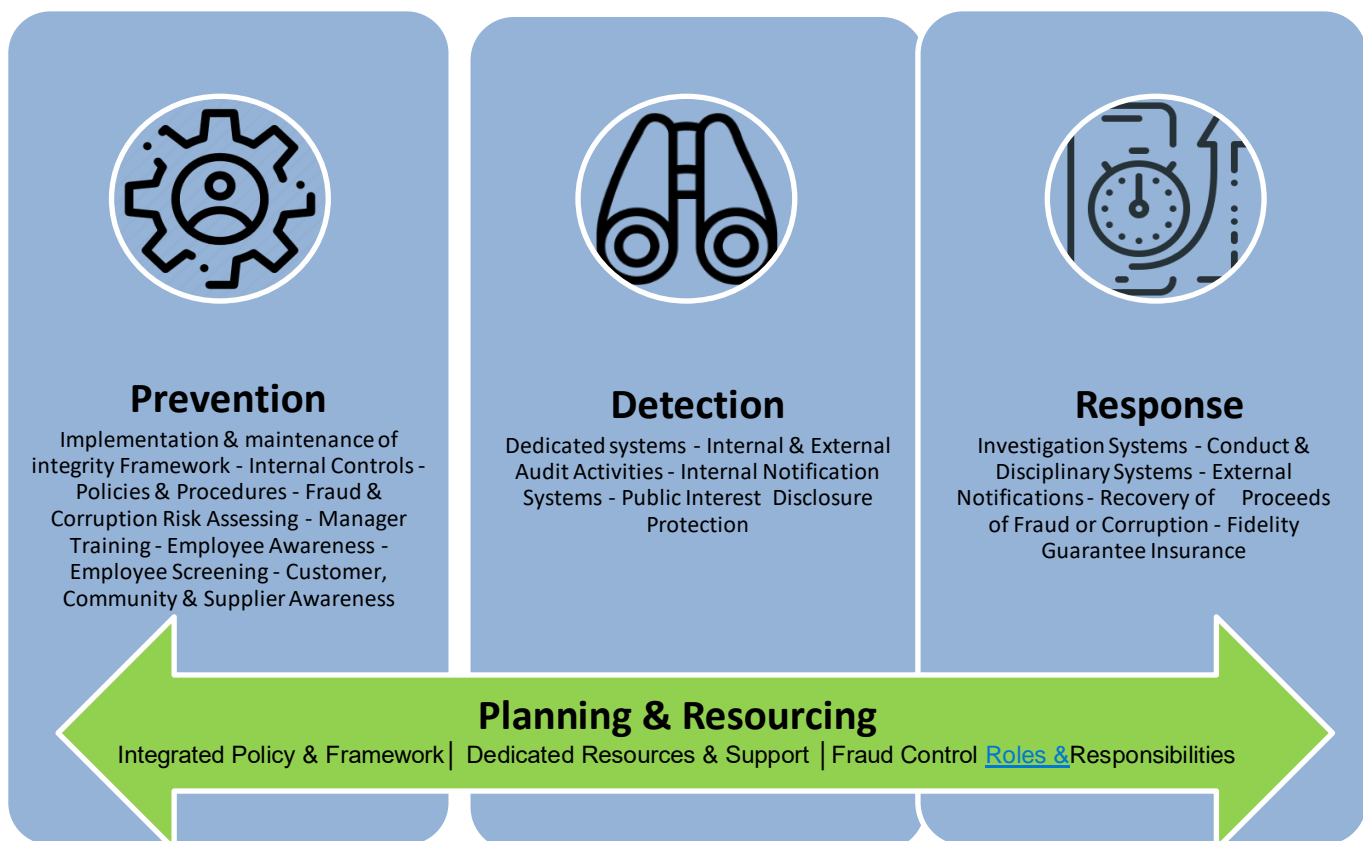 Prevention
Implementation & maintenance of
integrity Framework - Internal Controls -
Policies & Procedures - Fraud &
Corruption Risk Assessing - Manager
Training - Employee Awareness -
Employee Screening - Customer,
Community & Supplier Awareness
Detection
Dedicated systems - Internal & External
Audit Activities - Internal Notification
Systems - Public Interest Disclosure
Protection
Response
Investigation Systems - Conduct &
Disciplinary Systems - External
Notifications - Recovery of Proceeds
of Fraud or Corruption - Fidelity
Guarantee Insurance
Planning & Resourcing
Integrated Policy & Framework| Dedicated Resources & Support |Fraud Control Roles &Responsibilities